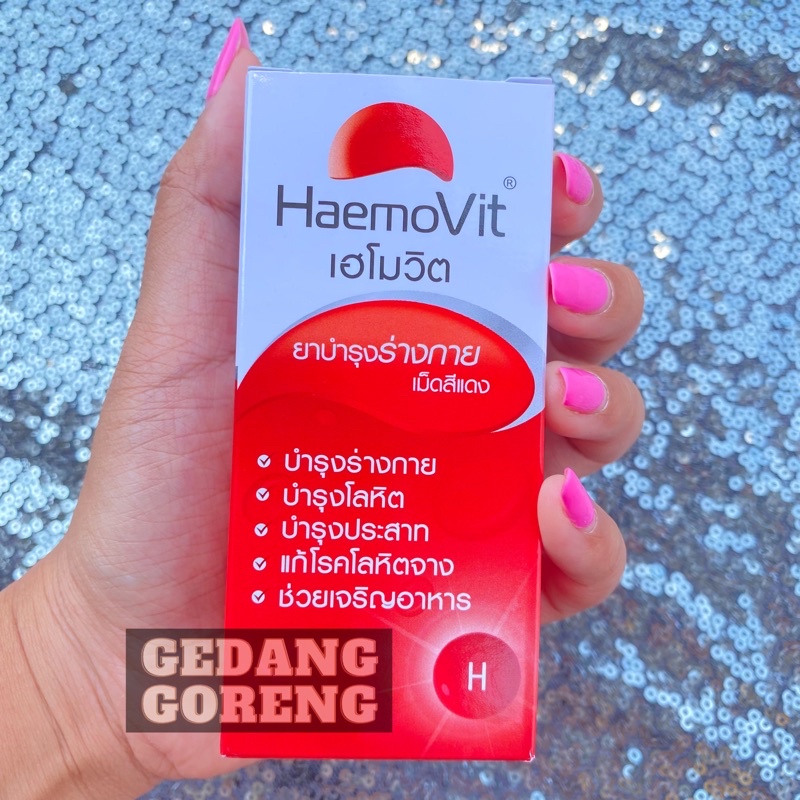 HaemoVit®
เฮโมวิต
ยาบำรุงร่างกาย
เม็ดสีแดง
บำรุงร่างกาย
บำรุงโลหิต
บำรุงประสาท
แก้โรคโลหิตจาง
ช่วยเจริญอาหาร
H
GEDANG
GORENG